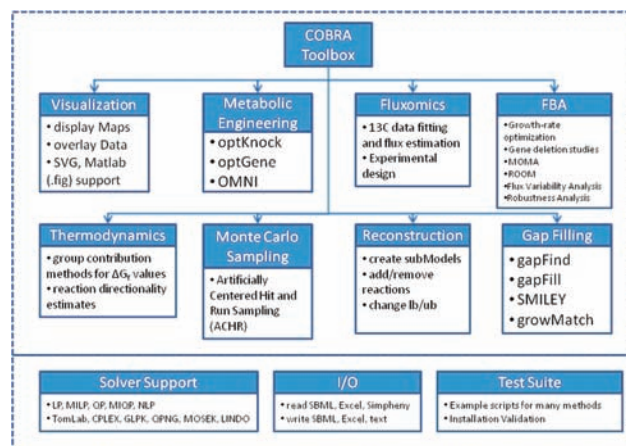 COBRA
Toolbox
Visualization
• display Maps
• overlay Data
• SVG, Matlab
(.fig) support
Metabolic
Engineering
• optKnock
• optGene
• OMNI
Fluxomics
• 13C data fitting
and flux estimation
• Experimental
design
FBA
• Growth-rate
optimization
• Gene deletion studies
• MOMA
• ROOM
• Flux Variability Analysis
• Robustness Analysis
Thermodynamics
• group contribution
methods for ΔGf values
• reaction directionality
estimates
Monte Carlo
Sampling
• Artificially
Centered Hit and
Run Sampling
(ACHR)
Reconstruction
• create subModels
• add/remove
reactions
• change lb/ub
Gap Filling
• gapFind
• gapFill
• SMILEY
• growMatch
Solver Support
• LP, MILP, QP, MIQP, NLP
• TomLab, CPLEX, GLPK, QPNG, MOSEK, LINDO
I/O
• read SBML, Excel, Simpheny
• write SBML, Excel, text
Test Suite
• Example scripts for many methods
• Installation Validation